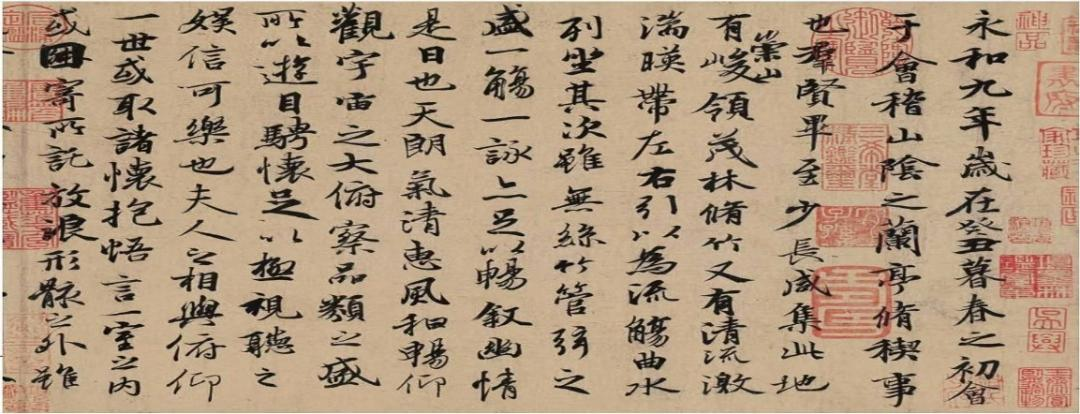 神品
永和九年歲在癸丑暮春之初會
于會稽山陰之蘭亭脩稧事
也羣賢畢至少長咸集此地
有崇山峻領茂林脩竹又有清流激
湍暎帶左右引以為流觴曲水
列坐其次雖無絲竹管弦之
盛一觴一詠亦足以暢敘幽情
是日也天朗氣清惠風和暢仰
觀宇宙之大俯察品類之盛
所以遊目騁懷足以極視聽之
娛信可樂也夫人之相與俯仰
一世或取諸懷抱悟言一室之內
或因寄所託放浪形骸之外雖